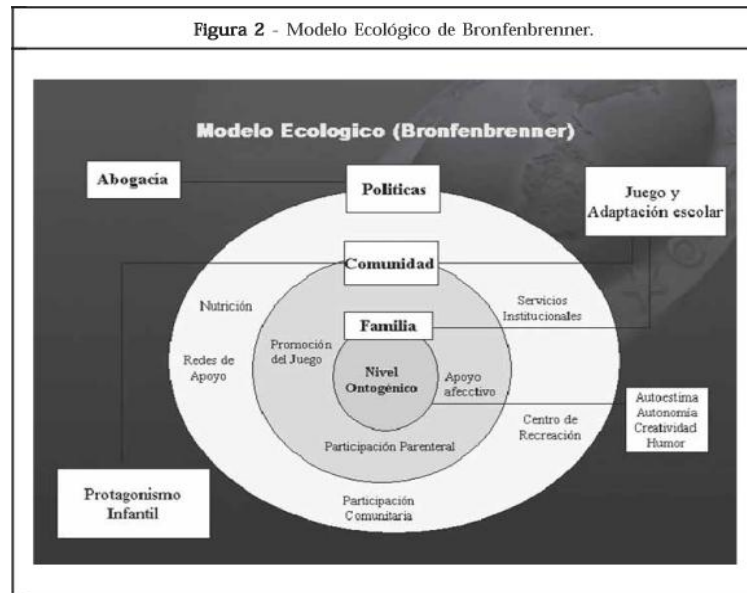 Figura 2 - Modelo Ecológico de Bronfenbrenner.
Modelo Ecologico (Bronfenbrenner)
Abogacía
Politicas
Juego y
Adaptación escolar
Comunidad
Nutrición
Servicios
Institucionales
Familia
Promoción
del Juego
Redes de
Apoyo
Nivel
Ontogénico
Apoyo
afecctivo
Autoestima
Autonomía
Creatividad
Humor
Centro de
Recreación
Participación Parenteral
Protagonismo
Infantil
Participación
Comunitaria